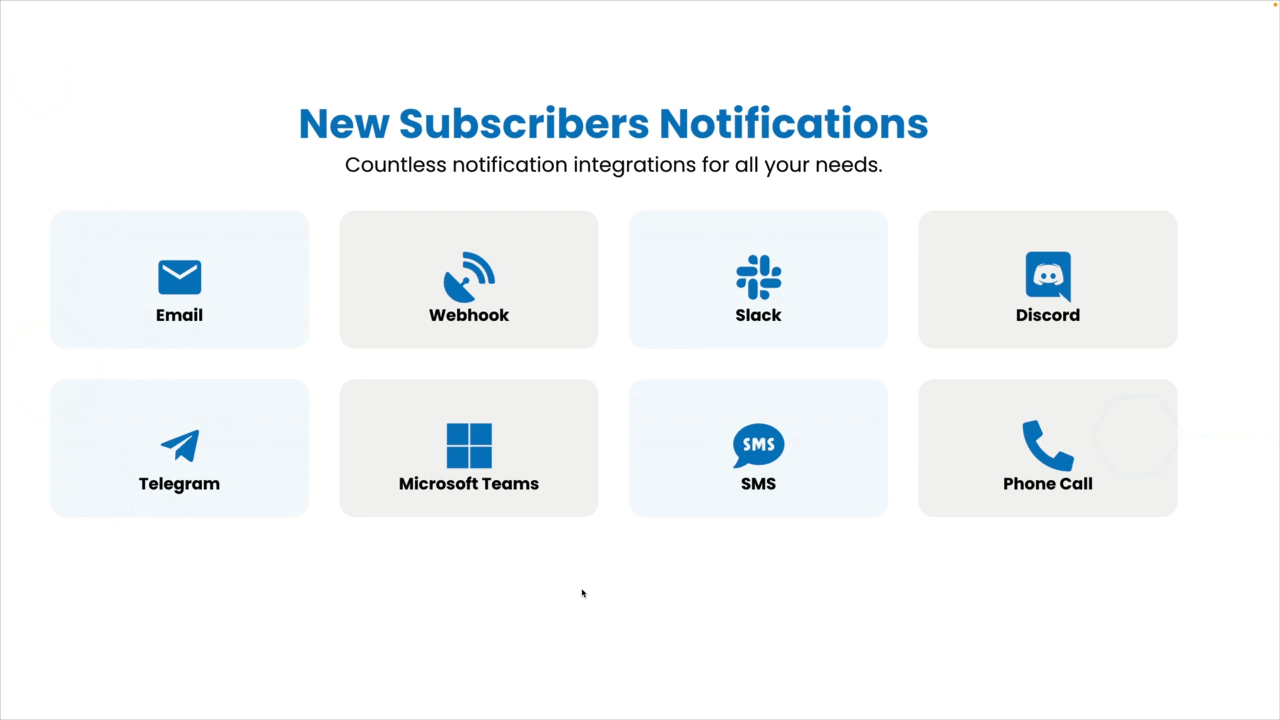 New Subscribers Notifications
Countless notification integrations for all your needs.
Email
Webhook
Slack
Discord
Telegram
Microsoft Teams
SMS
SMS
Phone Call